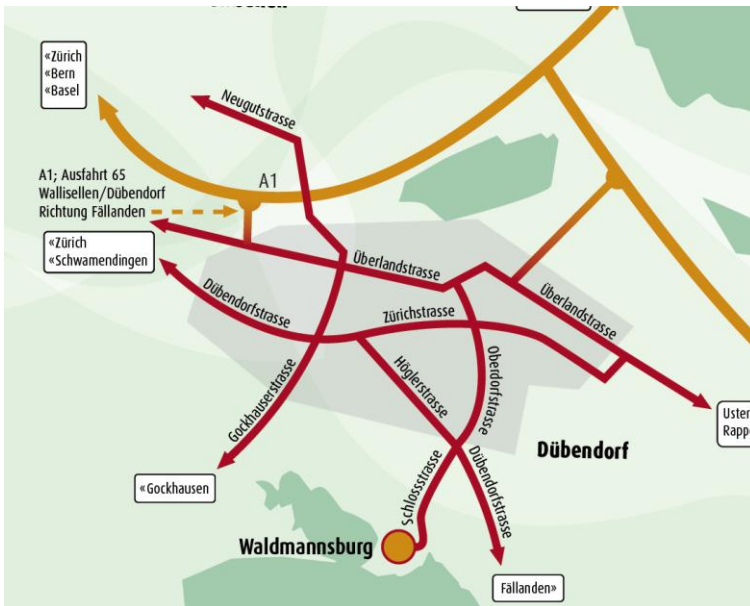 «Zürich
«Bern
«Basel
Neugutstrasse
A1; Ausfahrt 65
Wallisellen/Dübendorf
Richtung Fällanden
A1
«Zürich
«Schwamendingen
Überlandstrasse
Überlandstrasse
Dübendorfstrasse
Zürichstrasse
Höglerstrasse
Oberdorfstrasse
Gockhauserstrasse
Uster
Rappe
Dübendorf
«Gockhausen
Schlossstrasse
Dübendorfstrasse
Waldmannsburg
Fällanden»